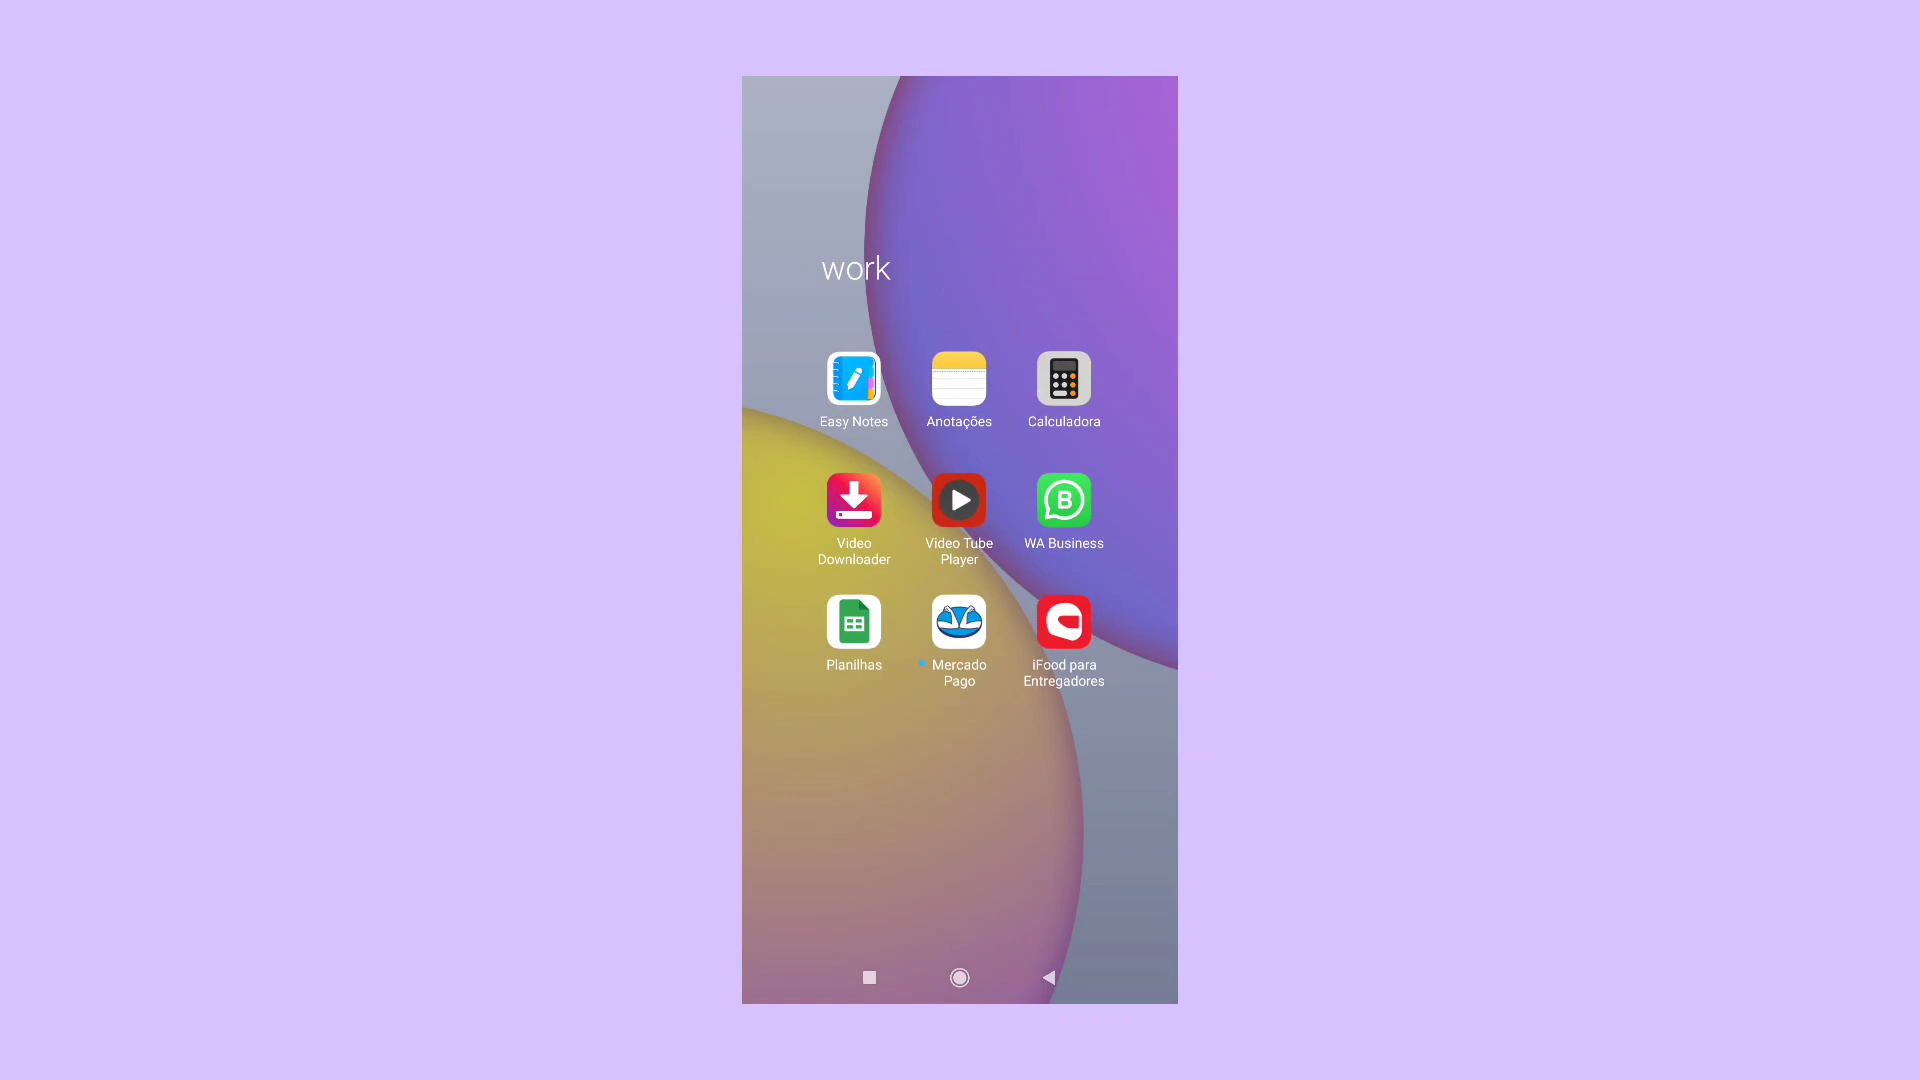 work
Easy Notes
Anotações
Calculadora
Video
Downloader
Video Tube
Player
B
WA Business
Planilhas
Mercado
Pago
iFood para
Entregadores